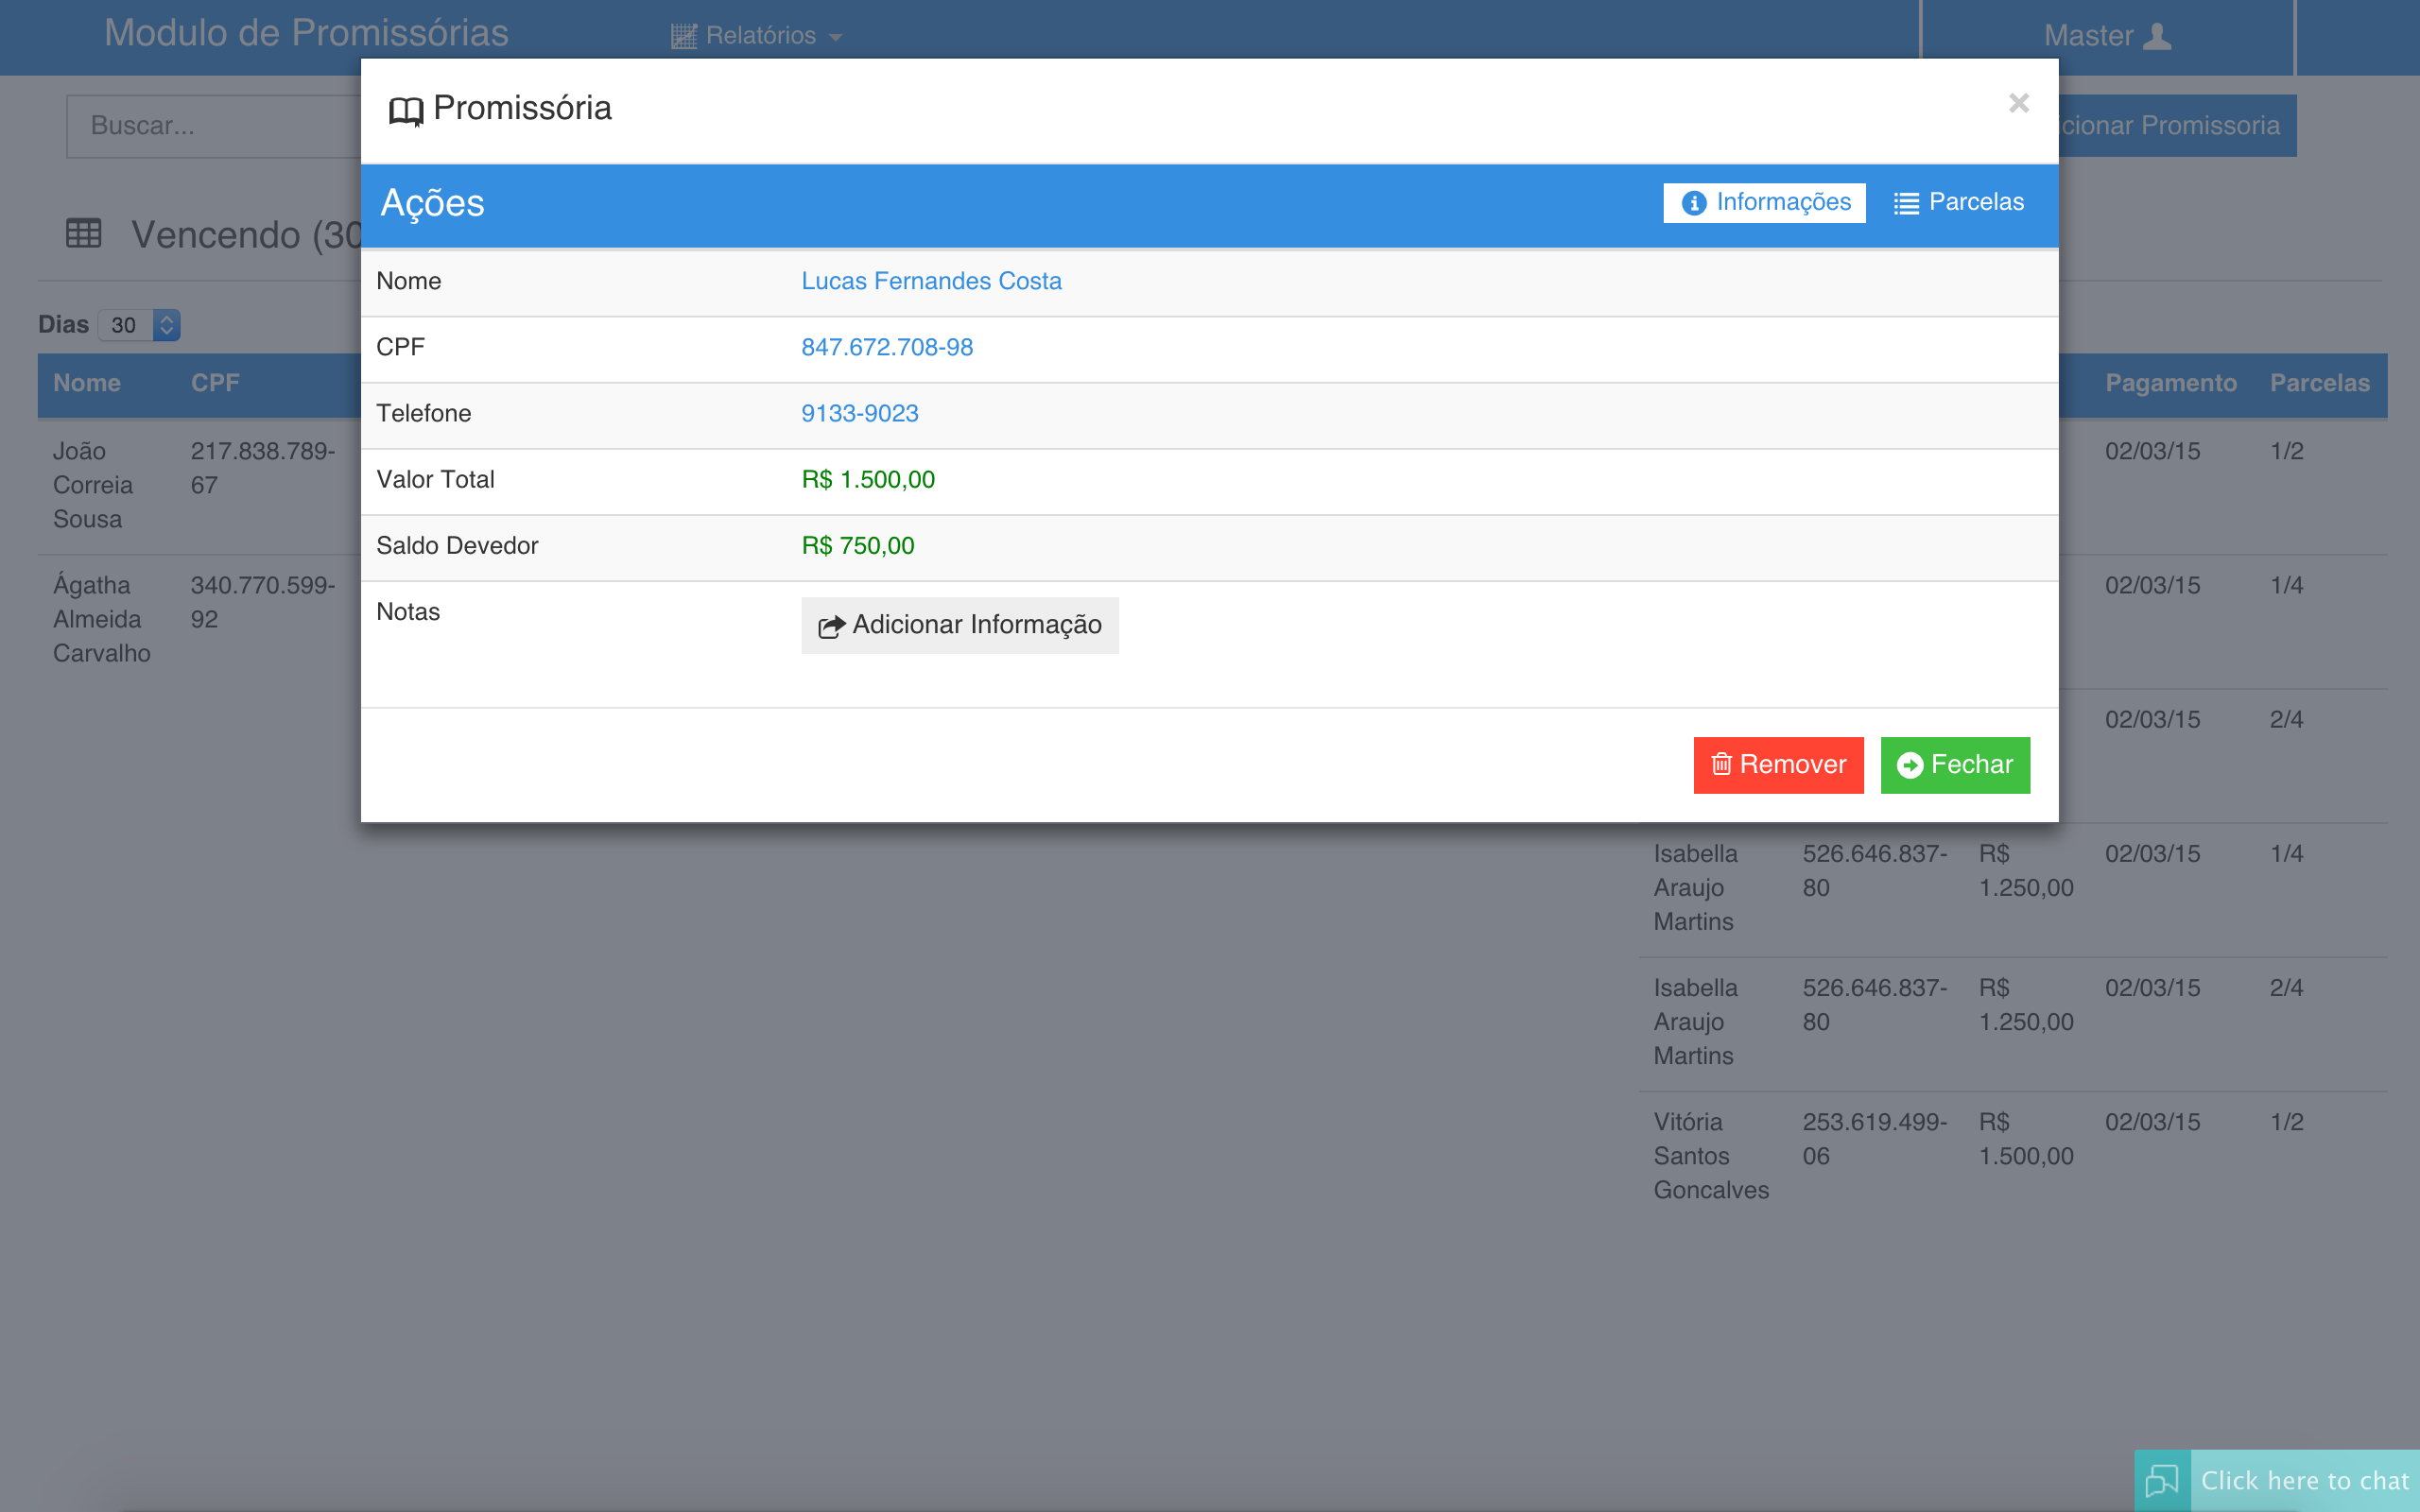 Modulo de Promissórias
Relatórios
Master
Buscar...
cionar Promissoria
Promissória
×
Ações
Informações
Parcelas
Nome
Lucas Fernandes Costa
CPF
847.672.708-98
Telefone
9133-9023
Valor Total
R$ 1.500,00
Saldo Devedor
R$ 750,00
Notas
Adicionar Informação
Remover
Fechar
Vencendo (30
Dias 30
Nome CPF
João Correia Sousa
217.838.789-67
Ágatha Almeida Carvalho
340.770.599-92
Pagamento Parcelas
02/03/15 1/2
02/03/15 1/4
02/03/15 2/4
Isabella 526.646.837- R$ 02/03/15 1/4
Araujo 80 1.250,00
Martins
Isabella 526.646.837- R$ 02/03/15 2/4
Araujo 80 1.250,00
Martins
Vitória 253.619.499- R$ 02/03/15 1/2
Santos 06 1.500,00
Goncalves
Click here to chat